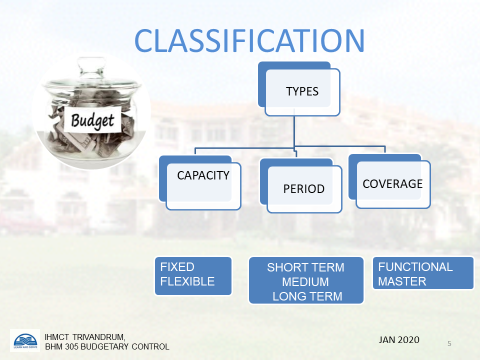 CLASSIFICATION
Budget
TYPES
CAPACITY
PERIOD
COVERAGE
FIXED
FLEXIBLE
SHORT TERM
MEDIUM
LONG TERM
FUNCTIONAL
MASTER
IHMCT TRIVANDRUM,
BHM 305 BUDGETARY CONTROL
JAN 2020
5